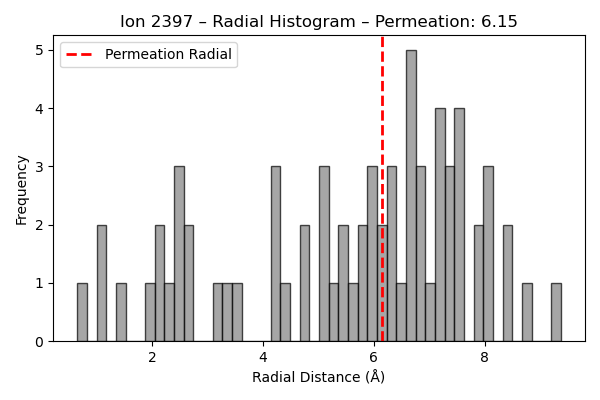 Ion 2397 – Radial Histogram – Permeation: 6.15
Permeation Radial
Frequency
5
4
3
2
1
0
2 4 6 8
Radial Distance (Å)